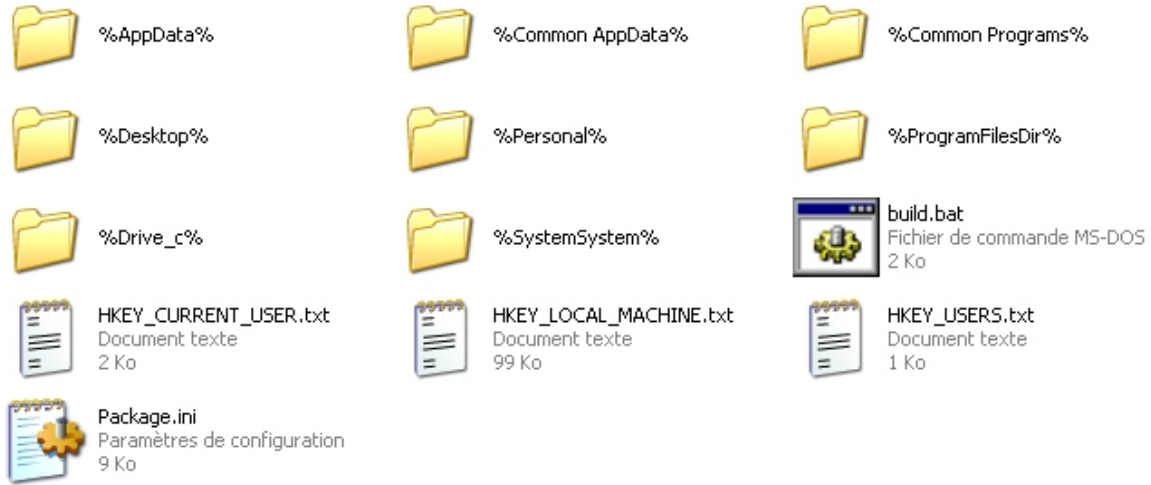 %AppData%
%Common AppData%
%Common Programs%
%Desktop%
%Personal%
%ProgramFilesDir%
%Drive_c%
%SystemSystem%
build.bat
Fichier de commande MS-DOS
2 Ko
HKEY_CURRENT_USER.txt
Document texte
2 Ko
HKEY_LOCAL_MACHINE.txt
Document texte
99 Ko
HKEY_USERS.txt
Document texte
1 Ko
Package.ini
Paramètres de configuration
9 Ko